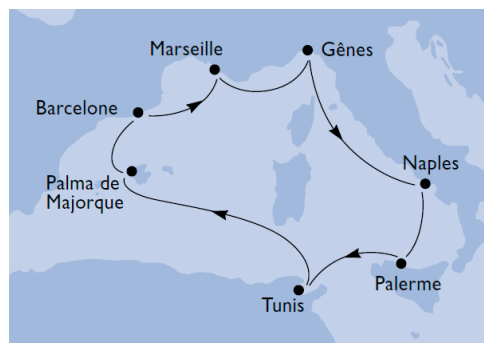 Marseille
Gênes
Barcelone
Naples
Palma de
Majorque
Palerme
Tunis